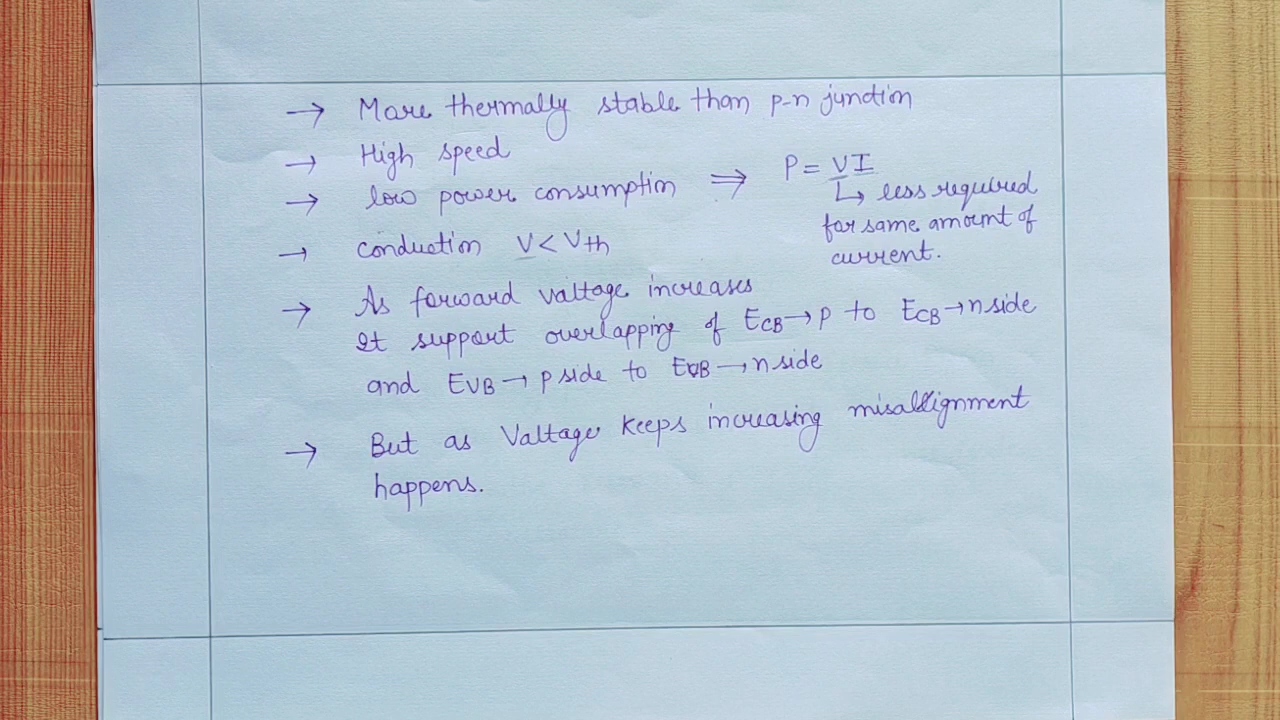 → More thermally stable than p-n junction
→ High speed
→ low power consumption ⇒ P = VI
↳ less required
for same amount of
current.
→ conduction V < Vth
→ As forward voltage increases
It support overlapping of ECB → p to ECB → n side
and EVB → p side to EVB → n side
→ But as Voltage keeps increasing misallignment
happens.